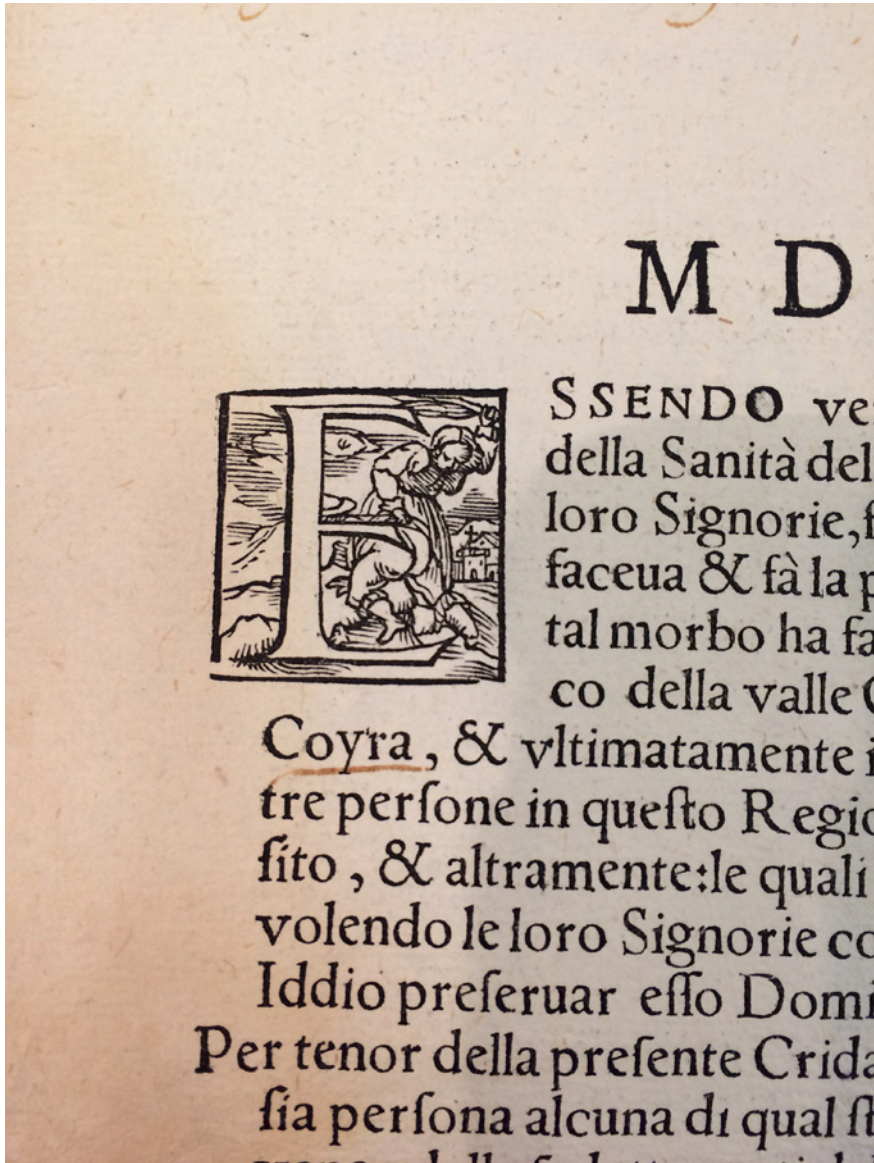 M D
ESSENDO
della Sanità del
loro Signorie,
faceua & fà la
tal morbo ha
co della valle
Coyra, & vltimatamente
tre perſone in queſto
ſito, & altramente:le quali
volendo le loro Signorie
Iddio preſeruar eſſo
Per tenor della preſente
ſia perſona alcuna di qual